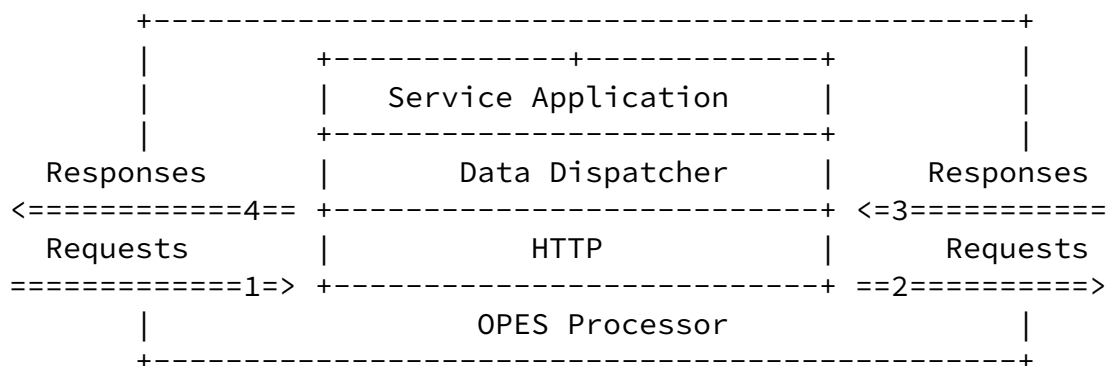 +------------------------------------------------+
|         +-------------+-------------+          |
|         |   Service Application     |          |
|         +---------------------------+          |
Responses      |       Data Dispatcher     |     Responses
<============4== +---------------------------+ <=3===========
Requests       |           HTTP            |      Requests
=============1=> +---------------------------+ ==2==========>
|                  OPES Processor                |
+------------------------------------------------+